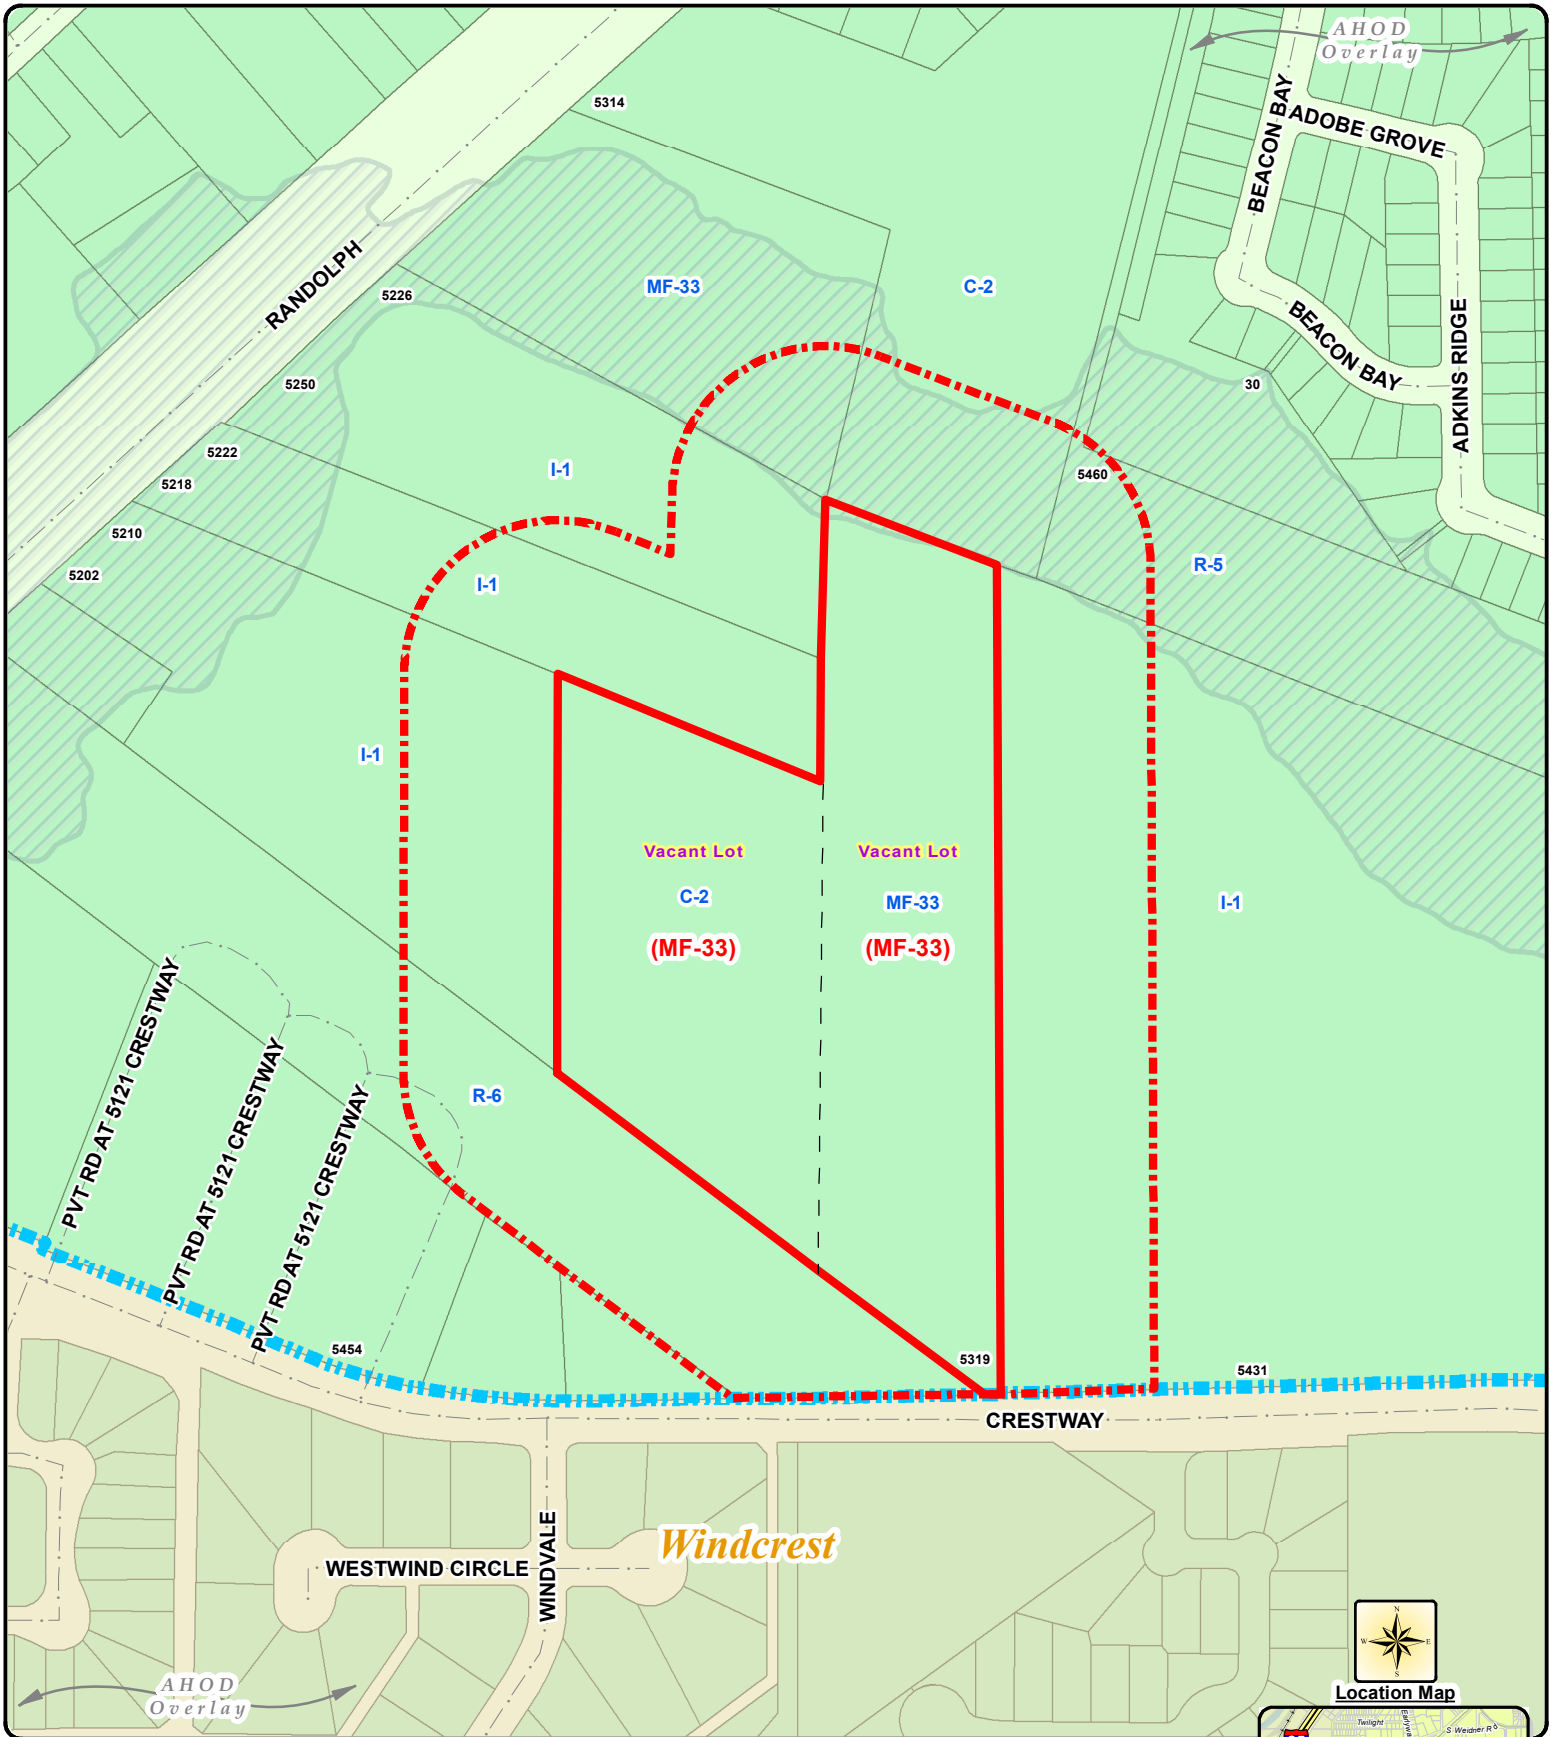 AHOD
Overlay
BEACON BAY
ADOBE GROVE
5314
RANDOLPH
5226
MF-33
C-2
BEACON BAY
ADKINS RIDGE
5250
30
5222
I-1
5460
5218
5210
R-5
5202
I-1
I-1
Vacant Lot
Vacant Lot
C-2
MF-33
I-1
(MF-33)
(MF-33)
PVT RD AT 5121 CRESTWAY
PVT RD AT 5121 CRESTWAY
PVT RD AT 5121 CRESTWAY
R-6
5454
5319
5431
CRESTWAY
Windcrest
WESTWIND CIRCLE
WINDVALE
N
W
E
S
AHOD
Overlay
Location Map
Twilight
S Weidner Rd